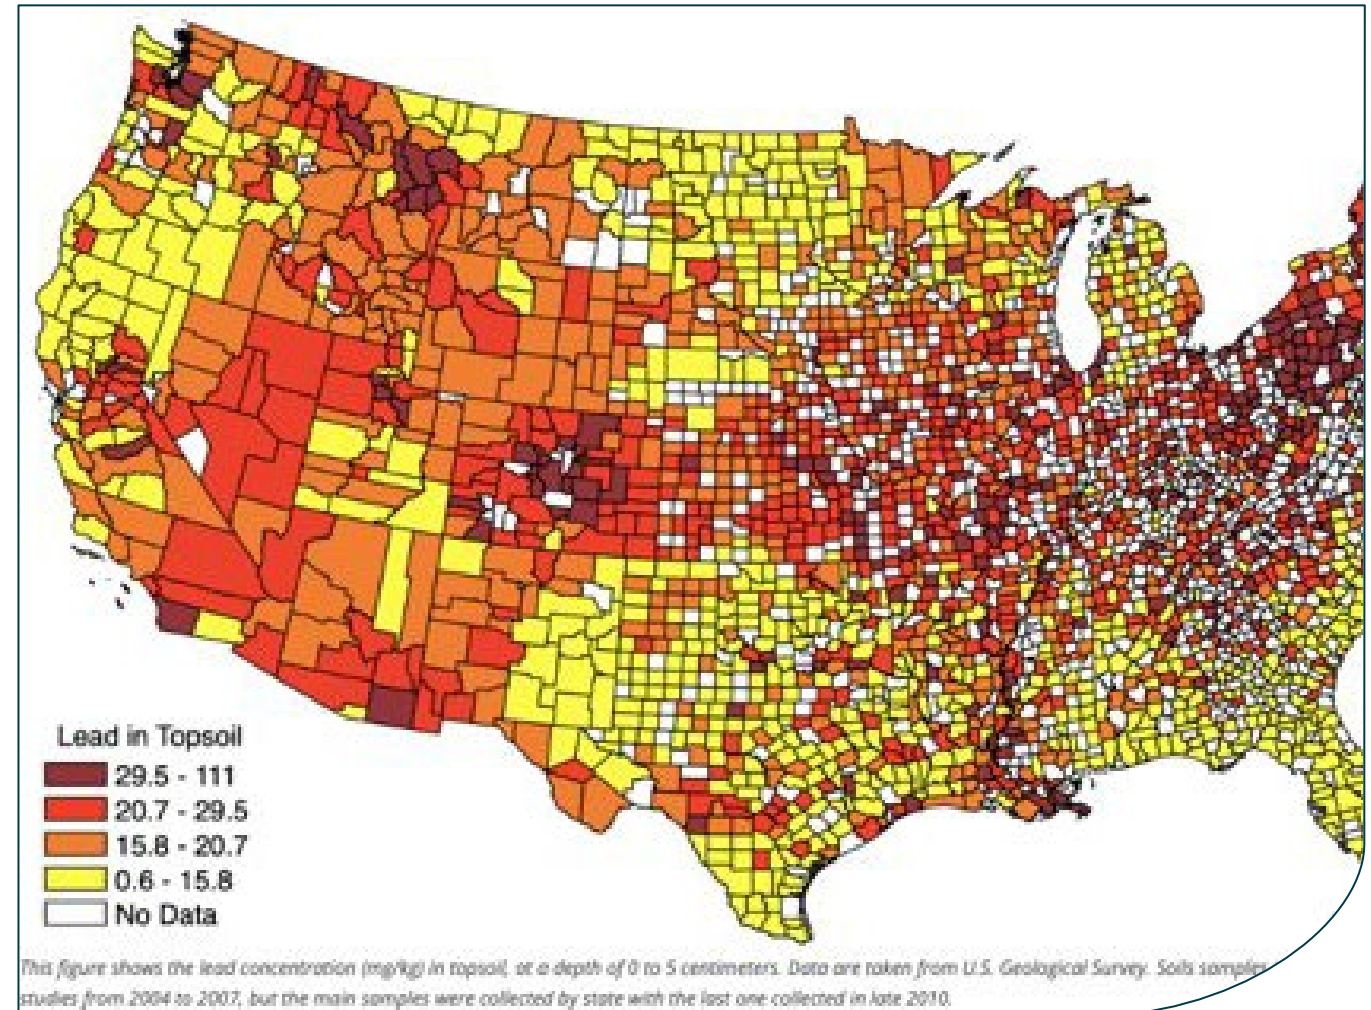 Lead in Topsoil
29.5 - 111
20.7 - 29.5
15.8 - 20.7
0.6 - 15.8
No Data
This figure shows the lead concentration (mg/kg) in topsoil, at a depth of 0 to 5 centimeters. Data are taken from U.S. Geological Survey. Soils samples
studies from 2004 to 2007, but the main samples were collected by state with the last one collected in late 2010.